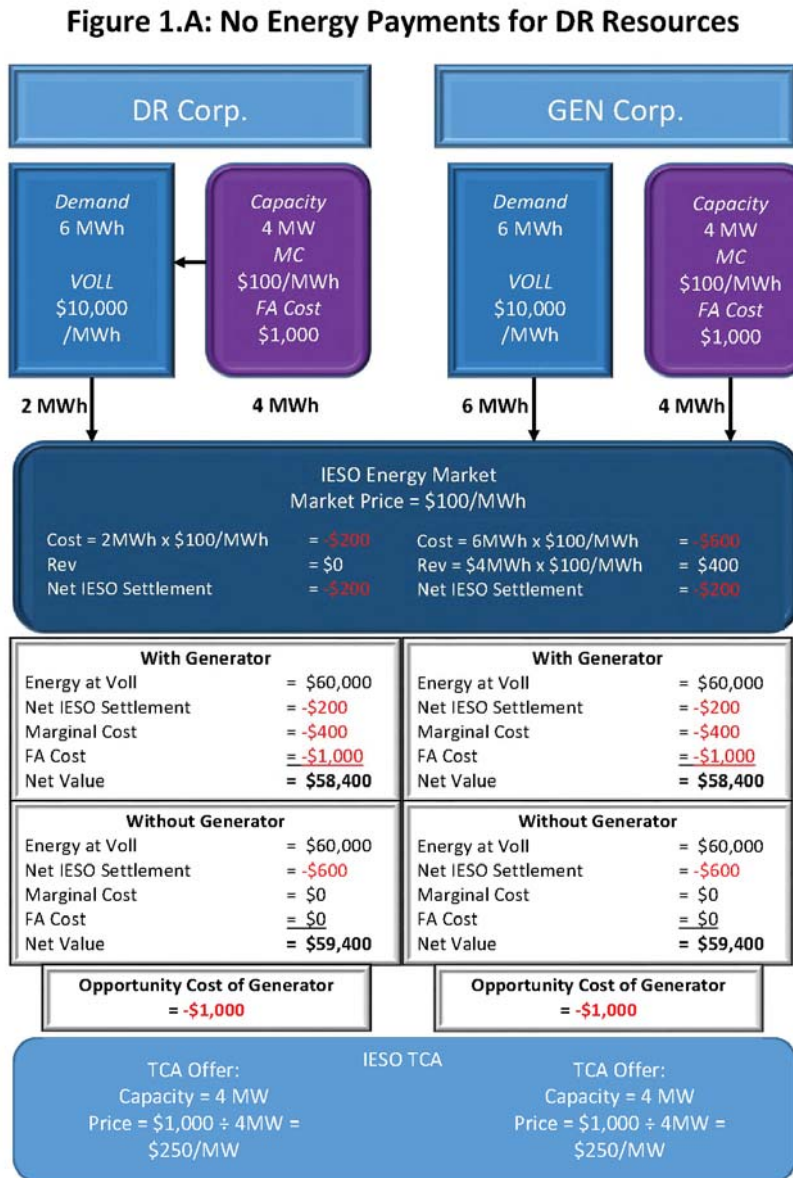 Figure 1.A: No Energy Payments for DR Resources
DR Corp.
GEN Corp.
Demand
6 MWh
VOLL
$10,000
/MWh
Capacity
4 MW
MC
$100/MWh
FA Cost
$1,000
Demand
6 MWh
VOLL
$10,000
/MWh
Capacity
4 MW
MC
$100/MWh
FA Cost
$1,000
2 MWh
4 MWh
6 MWh
4 MWh
IESO Energy Market
Market Price = $100/MWh
Cost = 2MWh x $100/MWh = -$200
Rev = $0
Net IESO Settlement = -$200
Cost = 6MWh x $100/MWh = -$600
Rev = $4MWh x $100/MWh = $400
Net IESO Settlement = -$200
With Generator
Energy at Voll = $60,000
Net IESO Settlement = -$200
Marginal Cost = -$400
FA Cost = -$1,000
Net Value = $58,400
With Generator
Energy at Voll = $60,000
Net IESO Settlement = -$200
Marginal Cost = -$400
FA Cost = -$1,000
Net Value = $58,400
Without Generator
Energy at Voll = $60,000
Net IESO Settlement = -$600
Marginal Cost = $0
FA Cost = $0
Net Value = $59,400
Without Generator
Energy at Voll = $60,000
Net IESO Settlement = -$600
Marginal Cost = $0
FA Cost = $0
Net Value = $59,400
Opportunity Cost of Generator
= -$1,000
Opportunity Cost of Generator
= -$1,000
IESO TCA
TCA Offer:
Capacity = 4 MW
Price = $1,000 ÷ 4MW =
$250/MW
TCA Offer:
Capacity = 4 MW
Price = $1,000 ÷ 4MW =
$250/MW